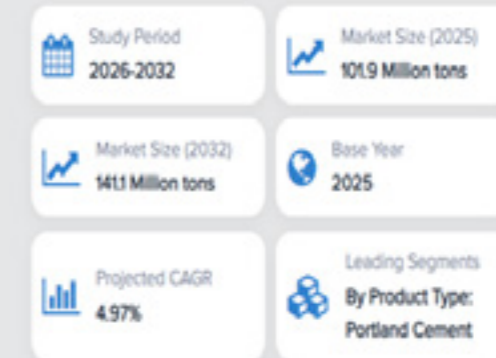 Study Period
2026-2032
Market Size (2025)
101.9 Million tons
Market Size (2032)
141.1 Million tons
Base Year
2025
Projected CAGR
4.97%
Leading Segments
By Product Type:
Portland Cement